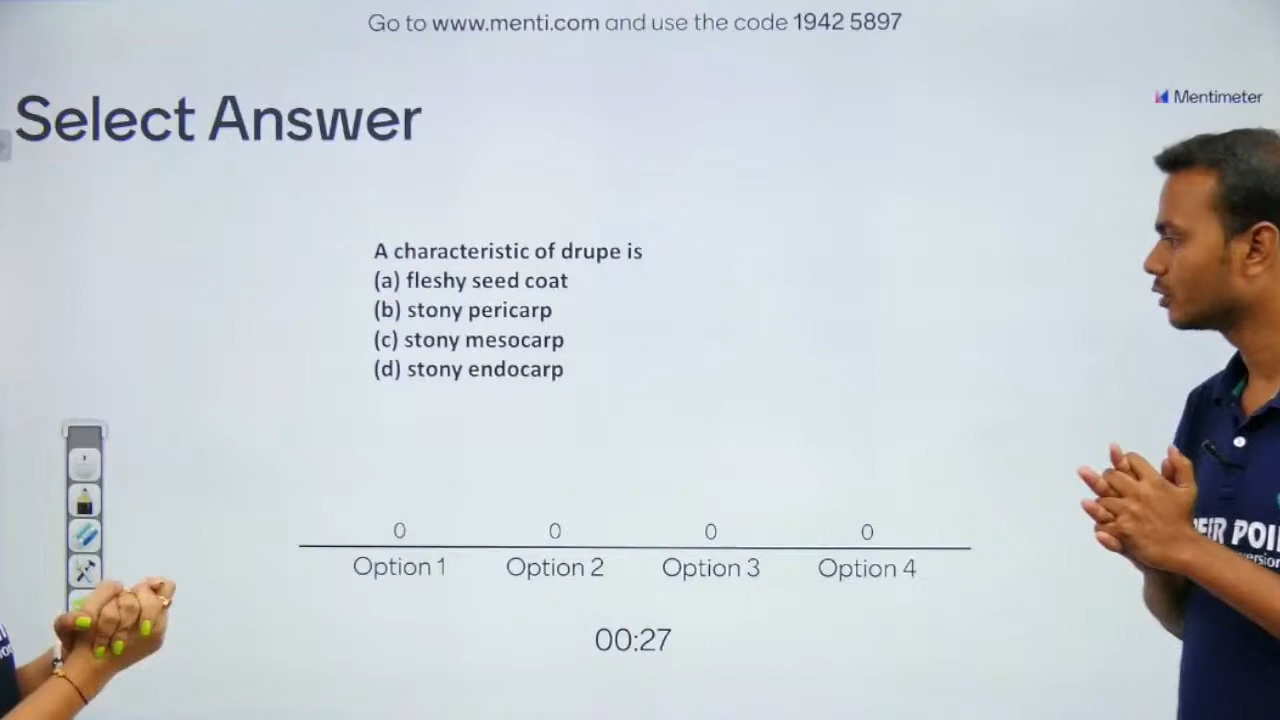 Go to www.menti.com and use the code 1942 5897
Mentimeter
Select Answer
A characteristic of drupe is
(a) fleshy seed coat
(b) stony pericarp
(c) stony mesocarp
(d) stony endocarp
0 0 0 0
Option 1 Option 2 Option 3 Option 4
00:27
POI